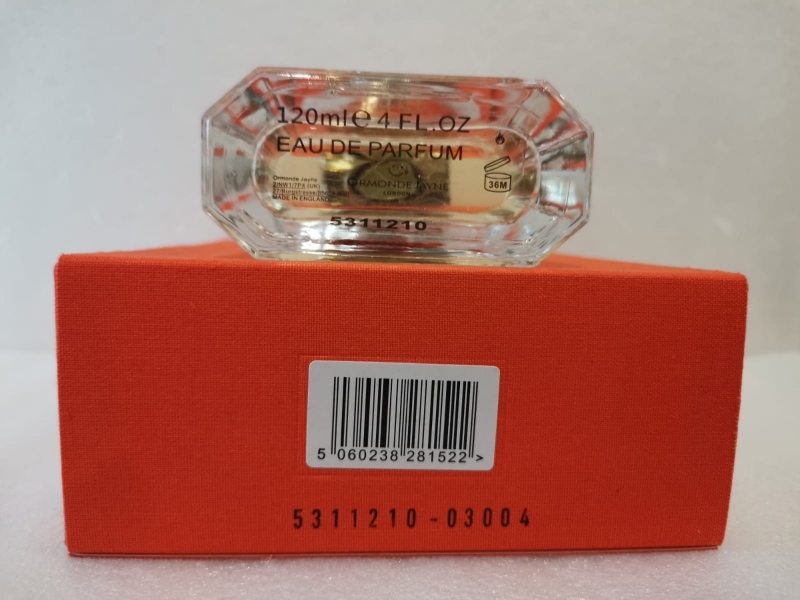 120ml e 4 FL.OZ
EAU DE PARFUM
36M
Ormonde Jayne
ORMONDE JAYNE
LONDON
MADE IN ENGLAND
5311210
5 060238 281522 >
5311210-03004